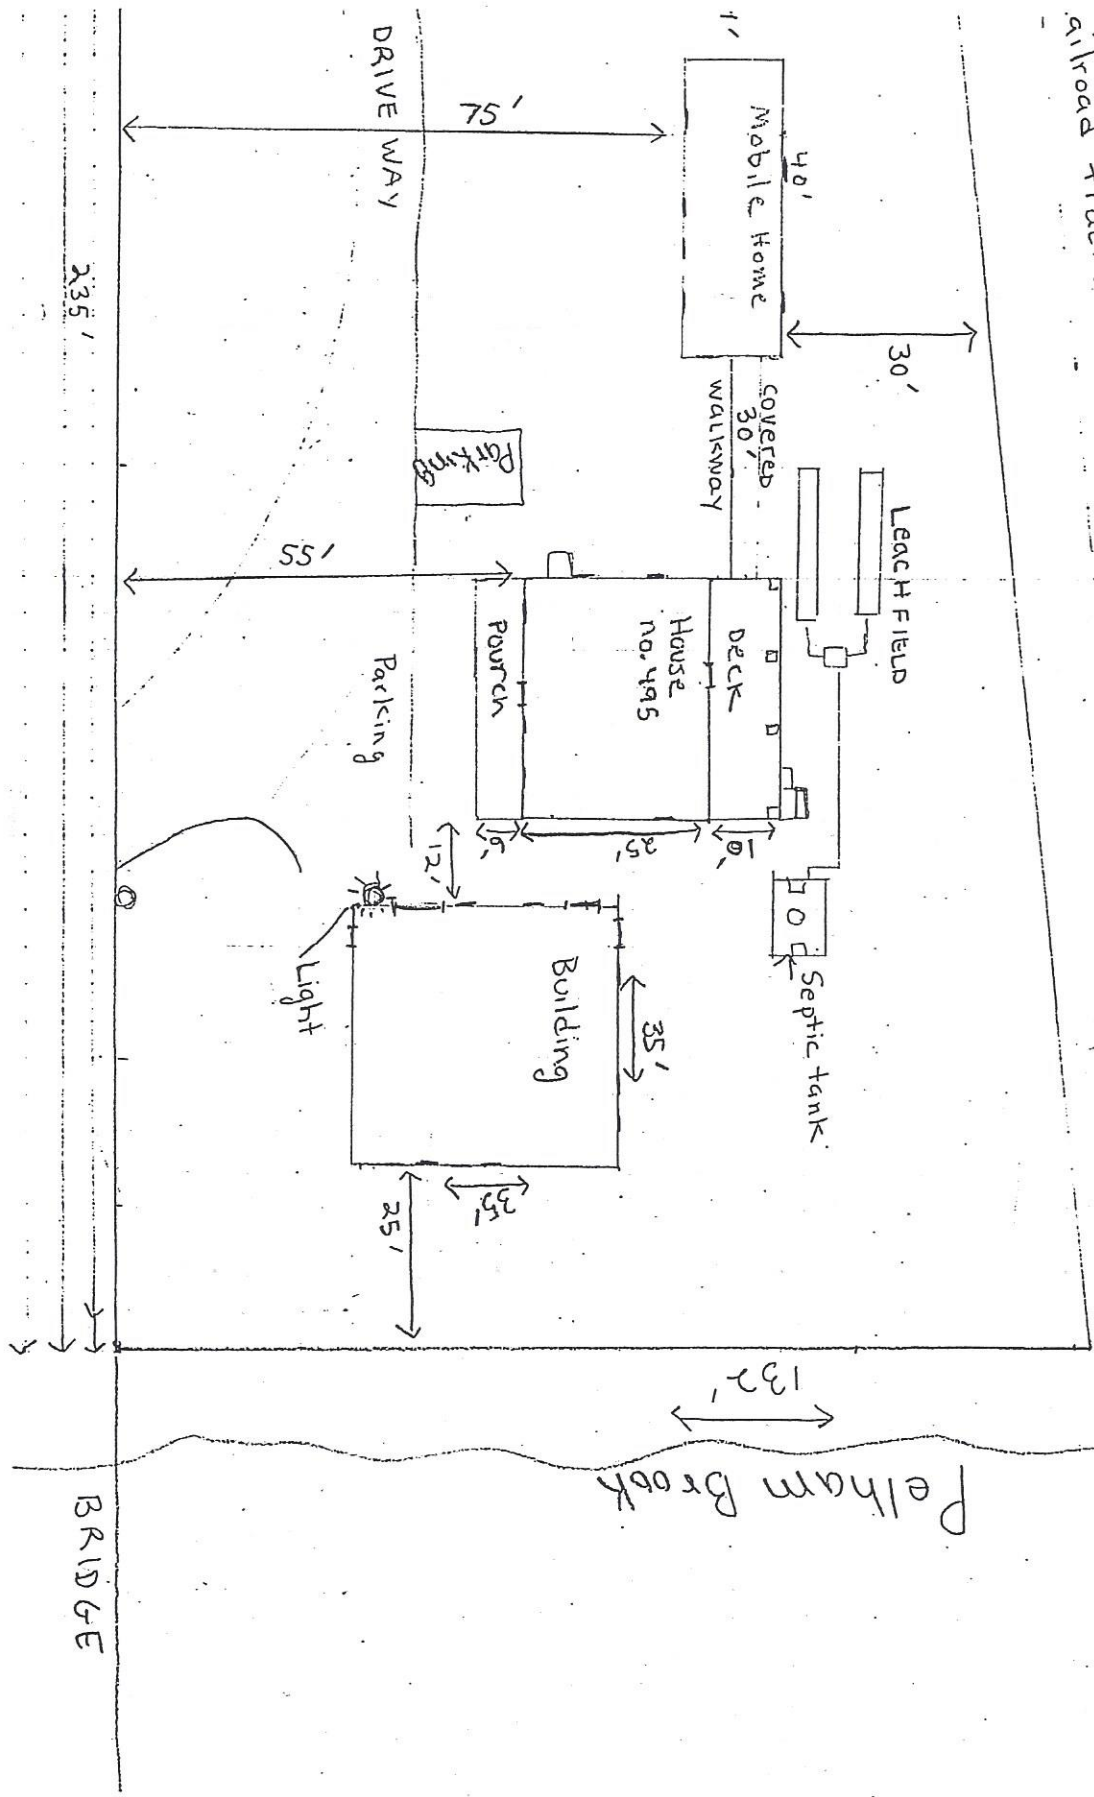 ailroad
1'
DRIVE WAY
75'
Mobile Home
40'
30'
235'
Parking
covered
30'
walkway
LeacH FIELD
55'
Parking
Pourch
House
no. 495
Deck
6'
25'
10'
12'
Light
Building
35'
35'
Septic tank
25'
132'
Pelham Brook
BRIDGE